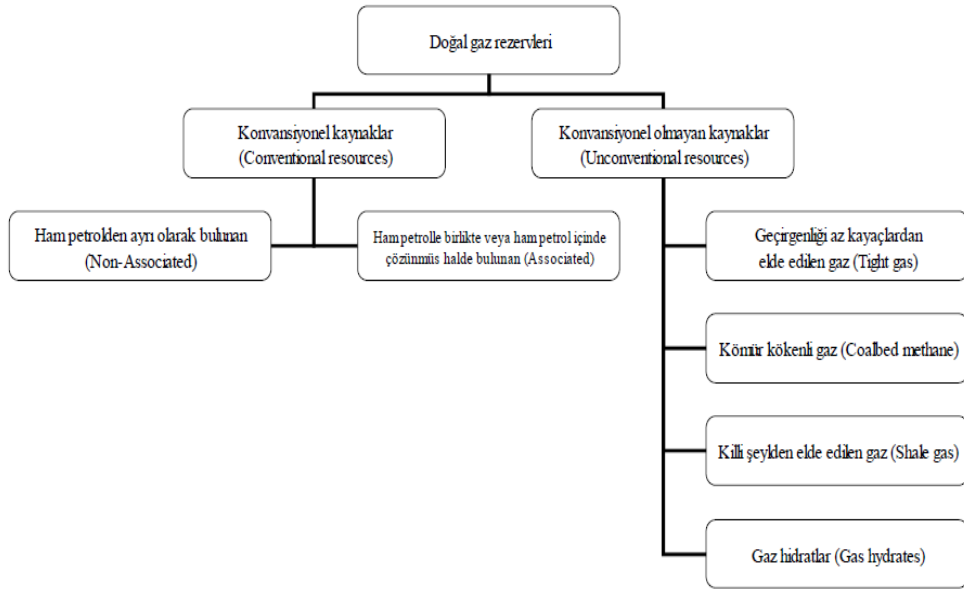 Doğal gaz rezervleri
Konvansiyonel kaynaklar
(Conventional resources)
Konvansiyonel olmayan kaynaklar
(Unconventional resources)
Ham petrolden ayrı olarak bulunan
(Non-Associated)
Ham petrolle birlikte veya ham petrol içinde
çözünmüs halde bulunan (Associated)
Geçirgenliği az kayaçlardan
elde edilen gaz (Tight gas)
Kömür kökenli gaz (Coalbed methane)
Killi şeylden elde edilen gaz (Shale gas)
Gaz hidratlar (Gas hydrates)